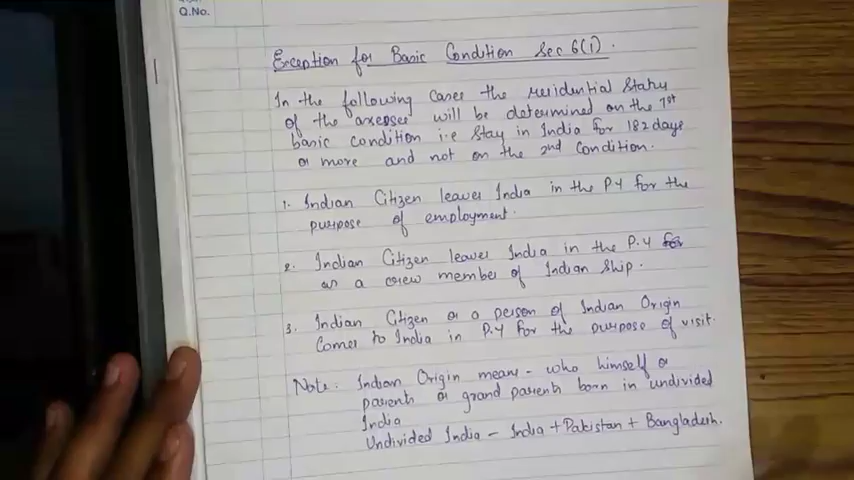 Q.No.
Exception for Basic Condition Sec 6(1).
In the following cases the residential Status
of the assessee will be determined on the 1st
basic condition i.e Stay in India for 182 days
or more and not on the 2nd Condition.
1. Indian Citizen leaves India in the PY for the
purpose of employment.
2. Indian Citizen leaves India in the P.Y
as a crew member of Indian Ship.
3. Indian Citizen or a person of Indian Origin
Comes to India in P.Y for the purpose of visit.
Note: Indian Origin means - who himself or
parents or grand parents born in undivided
India
Undivided India - India + Pakistan + Bangladesh.